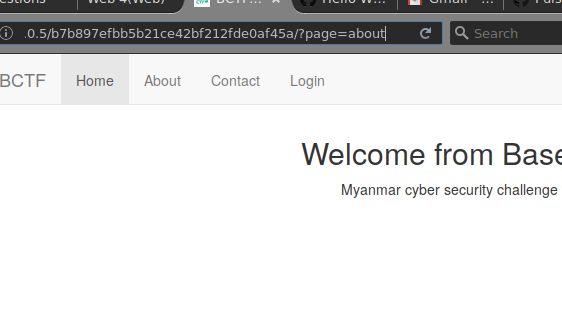 estions Web 4(Web) BCTF Hello W... Gmail - ...
.0.5/b7b897efbb5b21ce42bf212fde0af45a/?page=about Search
BCTF Home About Contact Login
Welcome from Base
Myanmar cyber security challenge